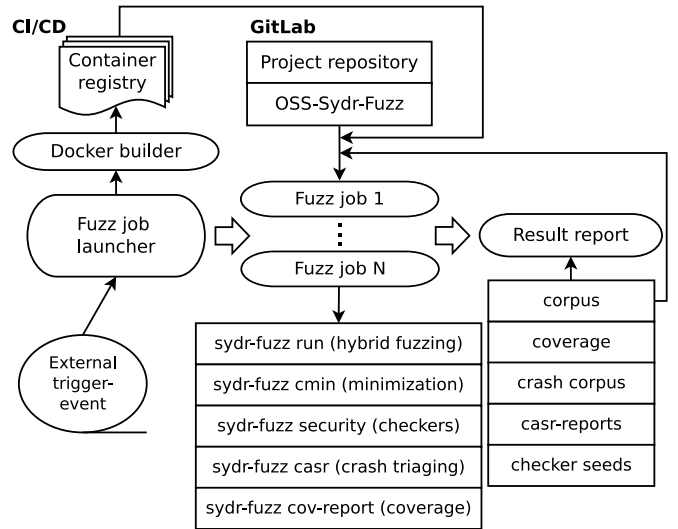 CI/CD
GitLab
Container
registry
Project repository
OSS-Sydr-Fuzz
Docker builder
Fuzz job
launcher
Fuzz job 1
Fuzz job N
Result report
External
trigger-
event
sydr-fuzz run (hybrid fuzzing)
sydr-fuzz cmin (minimization)
sydr-fuzz security (checkers)
sydr-fuzz casr (crash triaging)
sydr-fuzz cov-report (coverage)
corpus
coverage
crash corpus
casr-reports
checker seeds